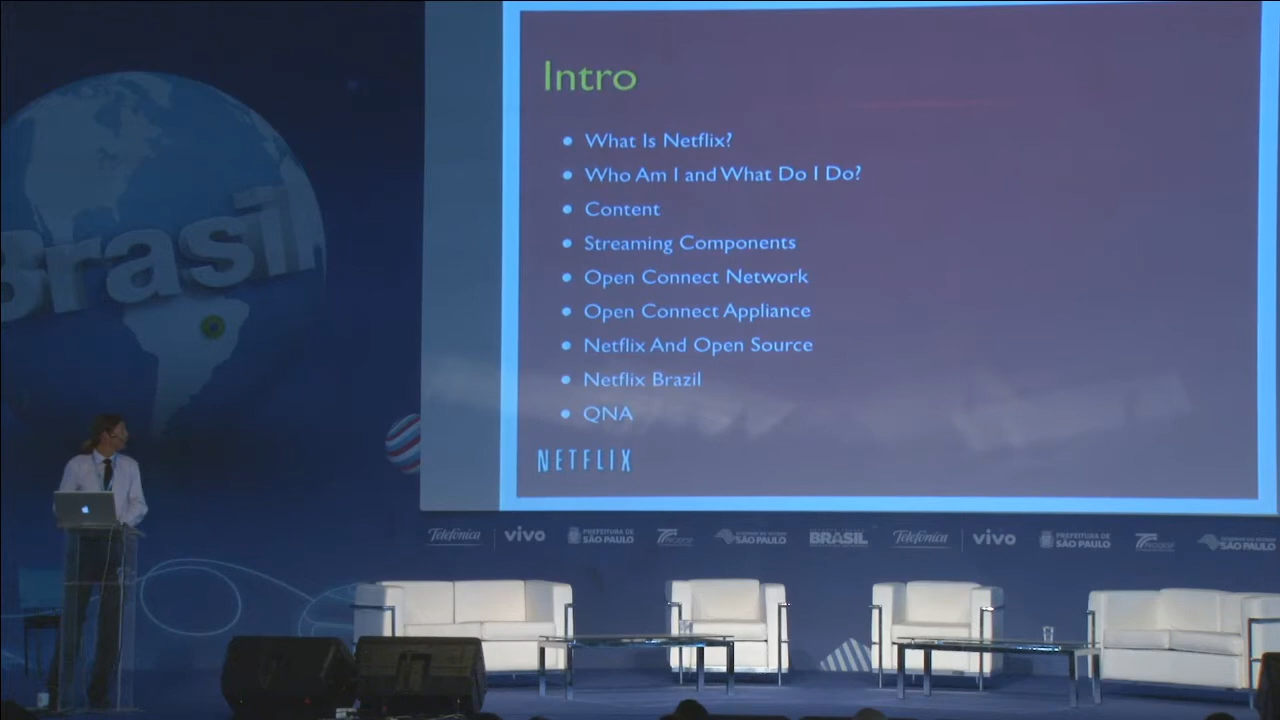 Intro
What Is Netflix?
Who Am I and What Do I Do?
Content
Streaming Components
Open Connect Network
Open Connect Appliance
Netflix And Open Source
Netflix Brazil
QNA
NETFLIX
Brasil
Telefónica vivo PREFEITURA DE SÃO PAULO SÃO PAULO BRASIL Telefónica vivo PREFEITURA DE SÃO PAULO SÃO PAULO